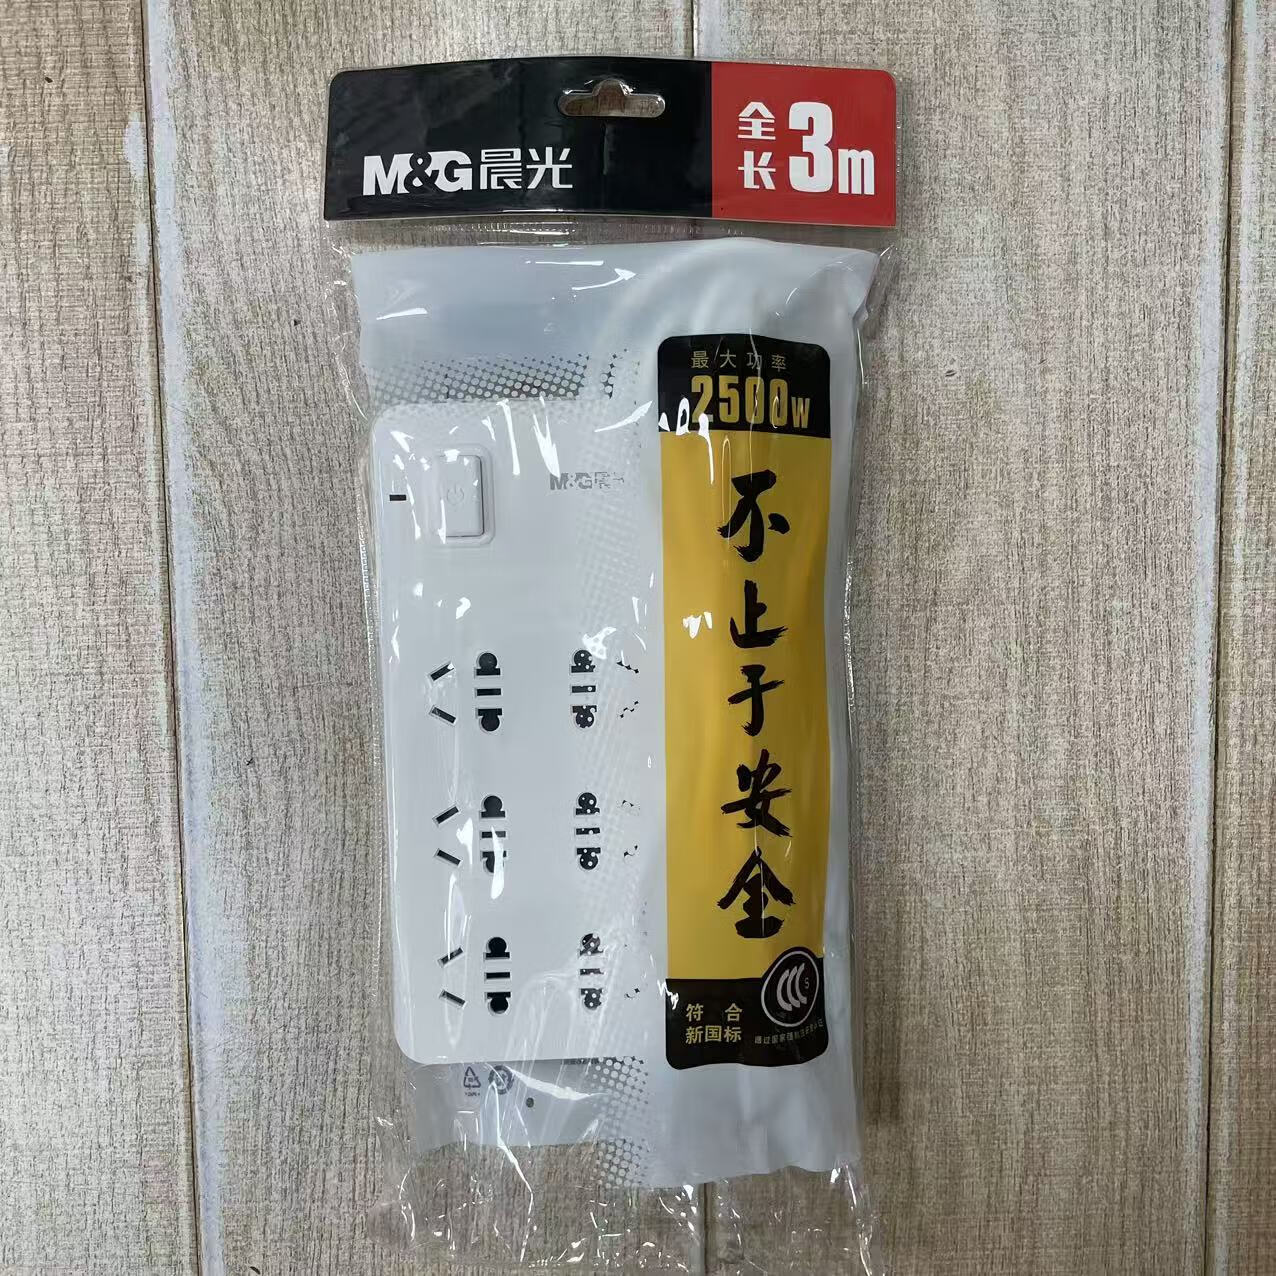 M&G晨光
全长3m
最大功率
2500W
M&G晨
不止于安全
S
符合
新国标